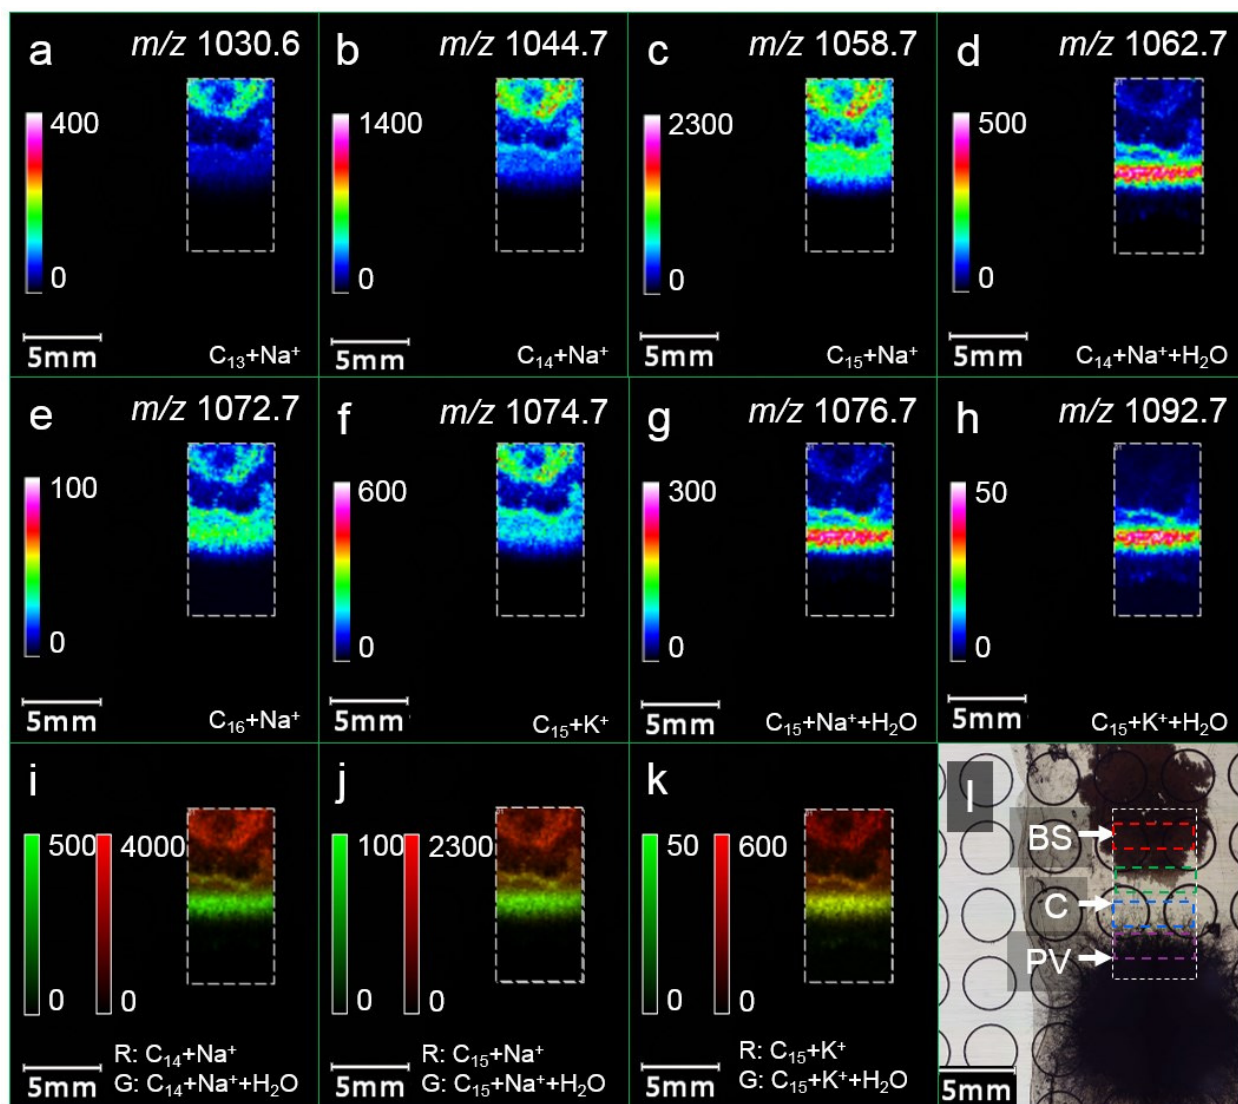 a
m/z 1030.6
400
0
5mm
C₁₃+Na⁺
b
m/z 1044.7
1400
0
5mm
C₁₄+Na⁺
c
m/z 1058.7
2300
0
5mm
C₁₅+Na⁺
d
m/z 1062.7
500
0
5mm
C₁₄+Na⁺+H₂O
e
m/z 1072.7
100
0
5mm
C₁₆+Na⁺
f
m/z 1074.7
600
0
5mm
C₁₅+K⁺
g
m/z 1076.7
300
0
5mm
C₁₅+Na⁺+H₂O
h
m/z 1092.7
50
0
5mm
C₁₅+K⁺+H₂O
i
500 4000
0 0
5mm
R: C₁₄+Na⁺
G: C₁₄+Na⁺+H₂O
j
100 2300
0 0
5mm
R: C₁₅+Na⁺
G: C₁₅+Na⁺+H₂O
k
50 600
0 0
5mm
R: C₁₅+K⁺
G: C₁₅+K⁺+H₂O
l
BS
C
PV
5mm